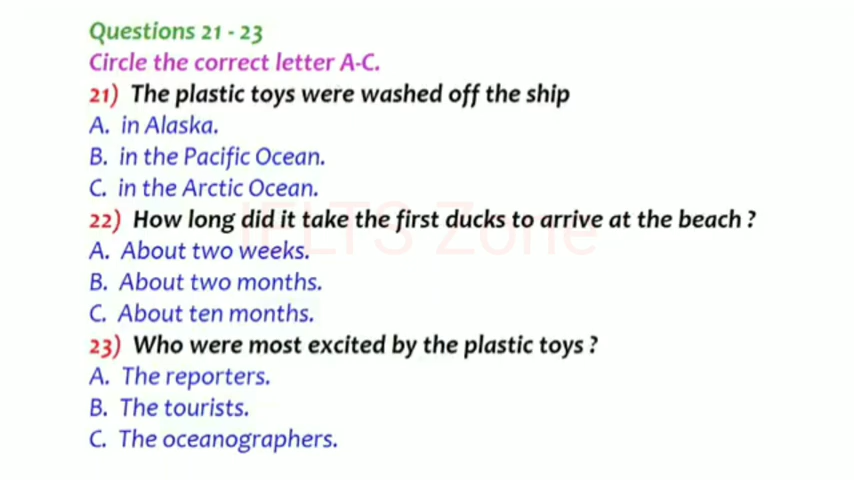 Questions 21 - 23
Circle the correct letter A-C.
21) The plastic toys were washed off the ship
A. in Alaska.
B. in the Pacific Ocean.
C. in the Arctic Ocean.
22) How long did it take the first ducks to arrive at the beach ?
IELTS Zone
A. About two weeks.
B. About two months.
C. About ten months.
23) Who were most excited by the plastic toys ?
A. The reporters.
B. The tourists.
C. The oceanographers.